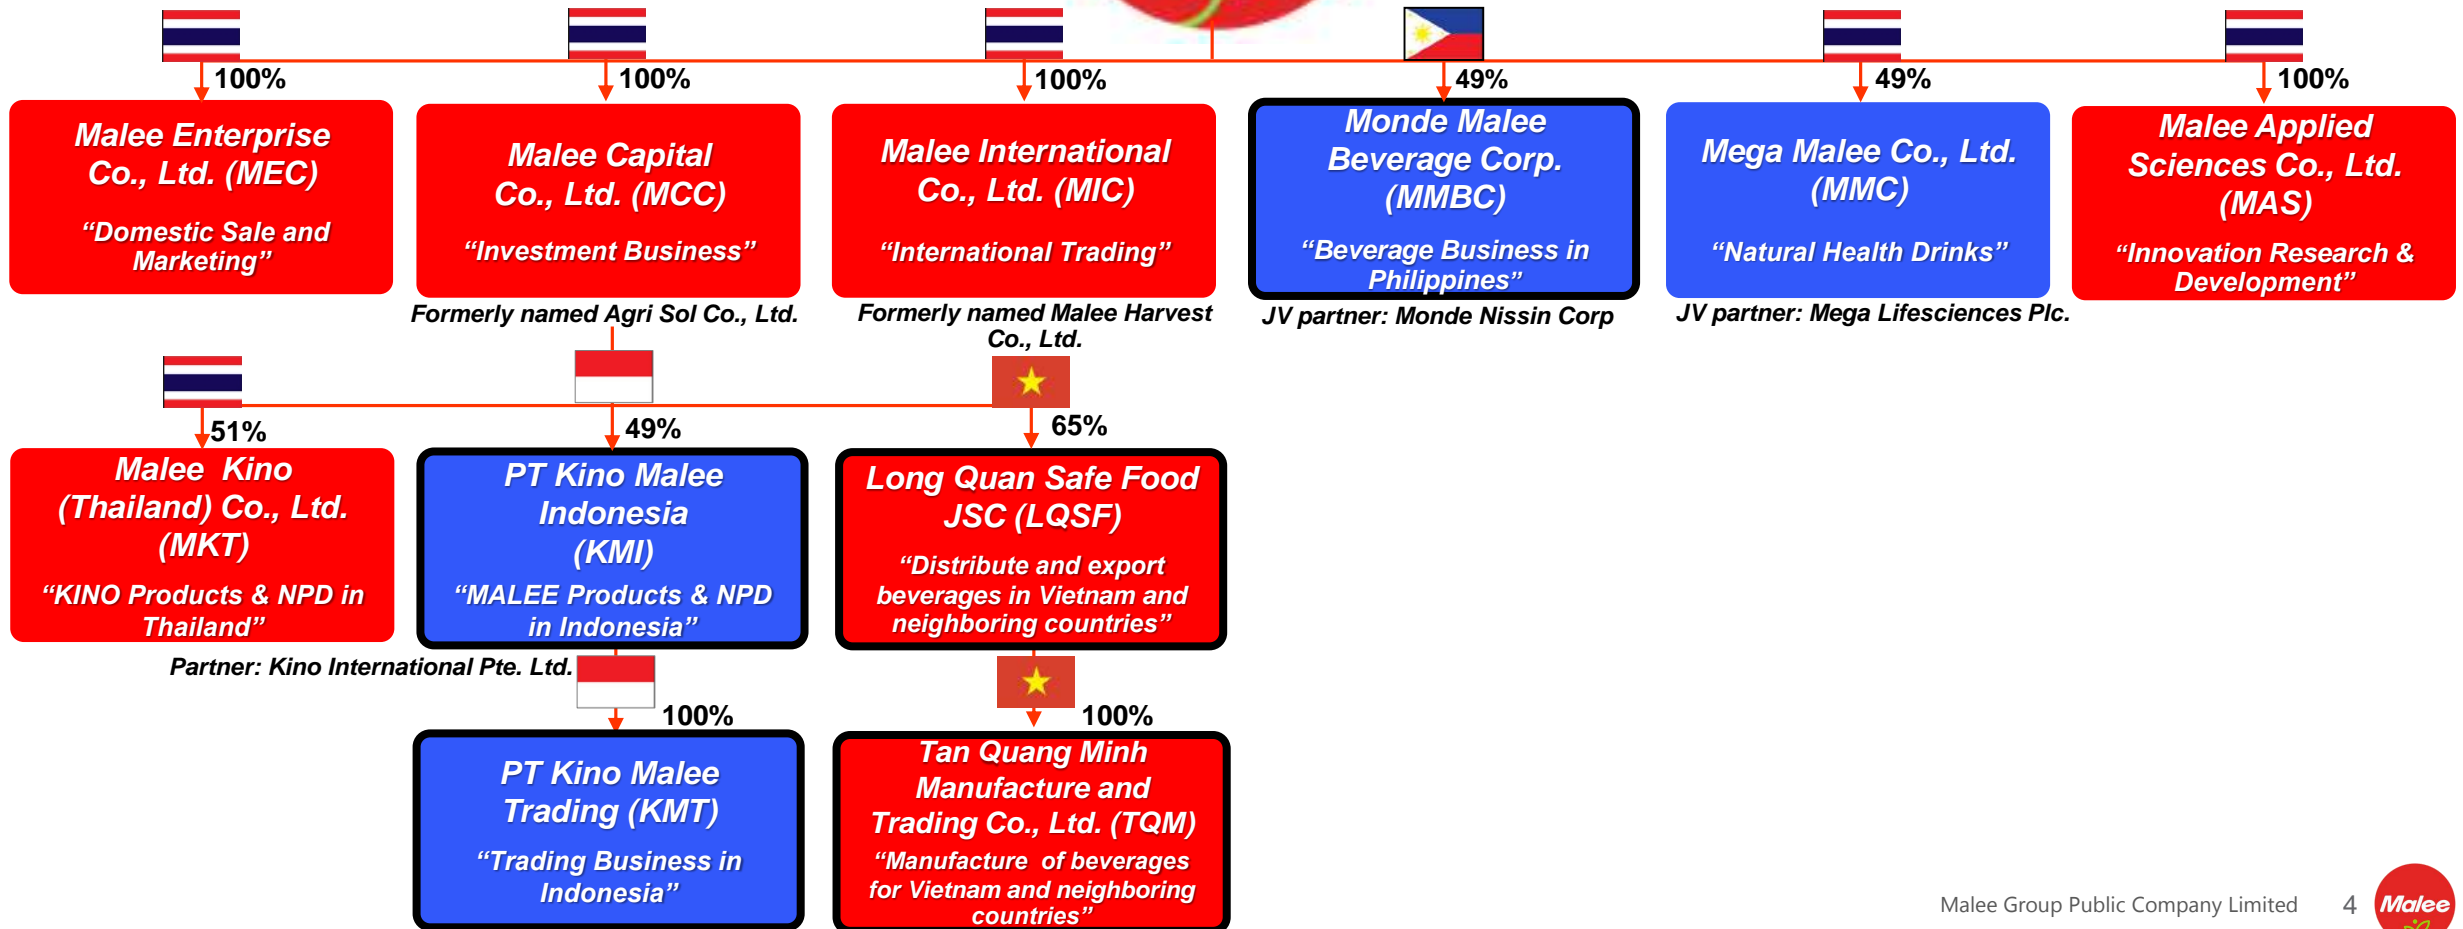 100%
100%
100%
49%
49%
100%
Malee Enterprise
Co., Ltd. (MEC)
“Domestic Sale and
Marketing”
Malee Capital
Co., Ltd. (MCC)
“Investment Business”
Formerly named Agri Sol Co., Ltd.
Malee International
Co., Ltd. (MIC)
“International Trading”
Formerly named Malee Harvest
Co., Ltd.
Monde Malee
Beverage Corp.
(MMBC)
“Beverage Business in
Philippines”
JV partner: Monde Nissin Corp
Mega Malee Co., Ltd.
(MMC)
“Natural Health Drinks”
JV partner: Mega Lifesciences Plc.
Malee Applied
Sciences Co., Ltd.
(MAS)
“Innovation Research &
Development”
51%
49%
65%
Malee  Kino
(Thailand) Co., Ltd.
(MKT)
“KINO Products & NPD in
Thailand”
PT Kino Malee
Indonesia
(KMI)
“MALEE Products & NPD
in Indonesia”
Long Quan Safe Food
JSC (LQSF)
“Distribute and export
beverages in Vietnam and
neighboring countries”
Partner: Kino International Pte. Ltd.
100%
100%
PT Kino Malee
Trading (KMT)
“Trading Business in
Indonesia”
Tan Quang Minh
Manufacture and
Trading Co., Ltd. (TQM)
“Manufacture  of beverages
for Vietnam and neighboring
countries”
Malee Group Public Company Limited
4
Malee